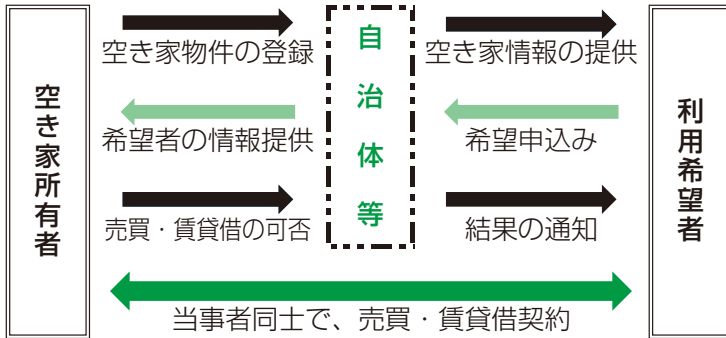 空き家所有者
空き家物件の登録
自治体等
空き家情報の提供
利用希望者
希望者の情報提供
希望申込み
売買・賃貸借の可否
結果の通知
当事者同士で、売買・賃貸借契約